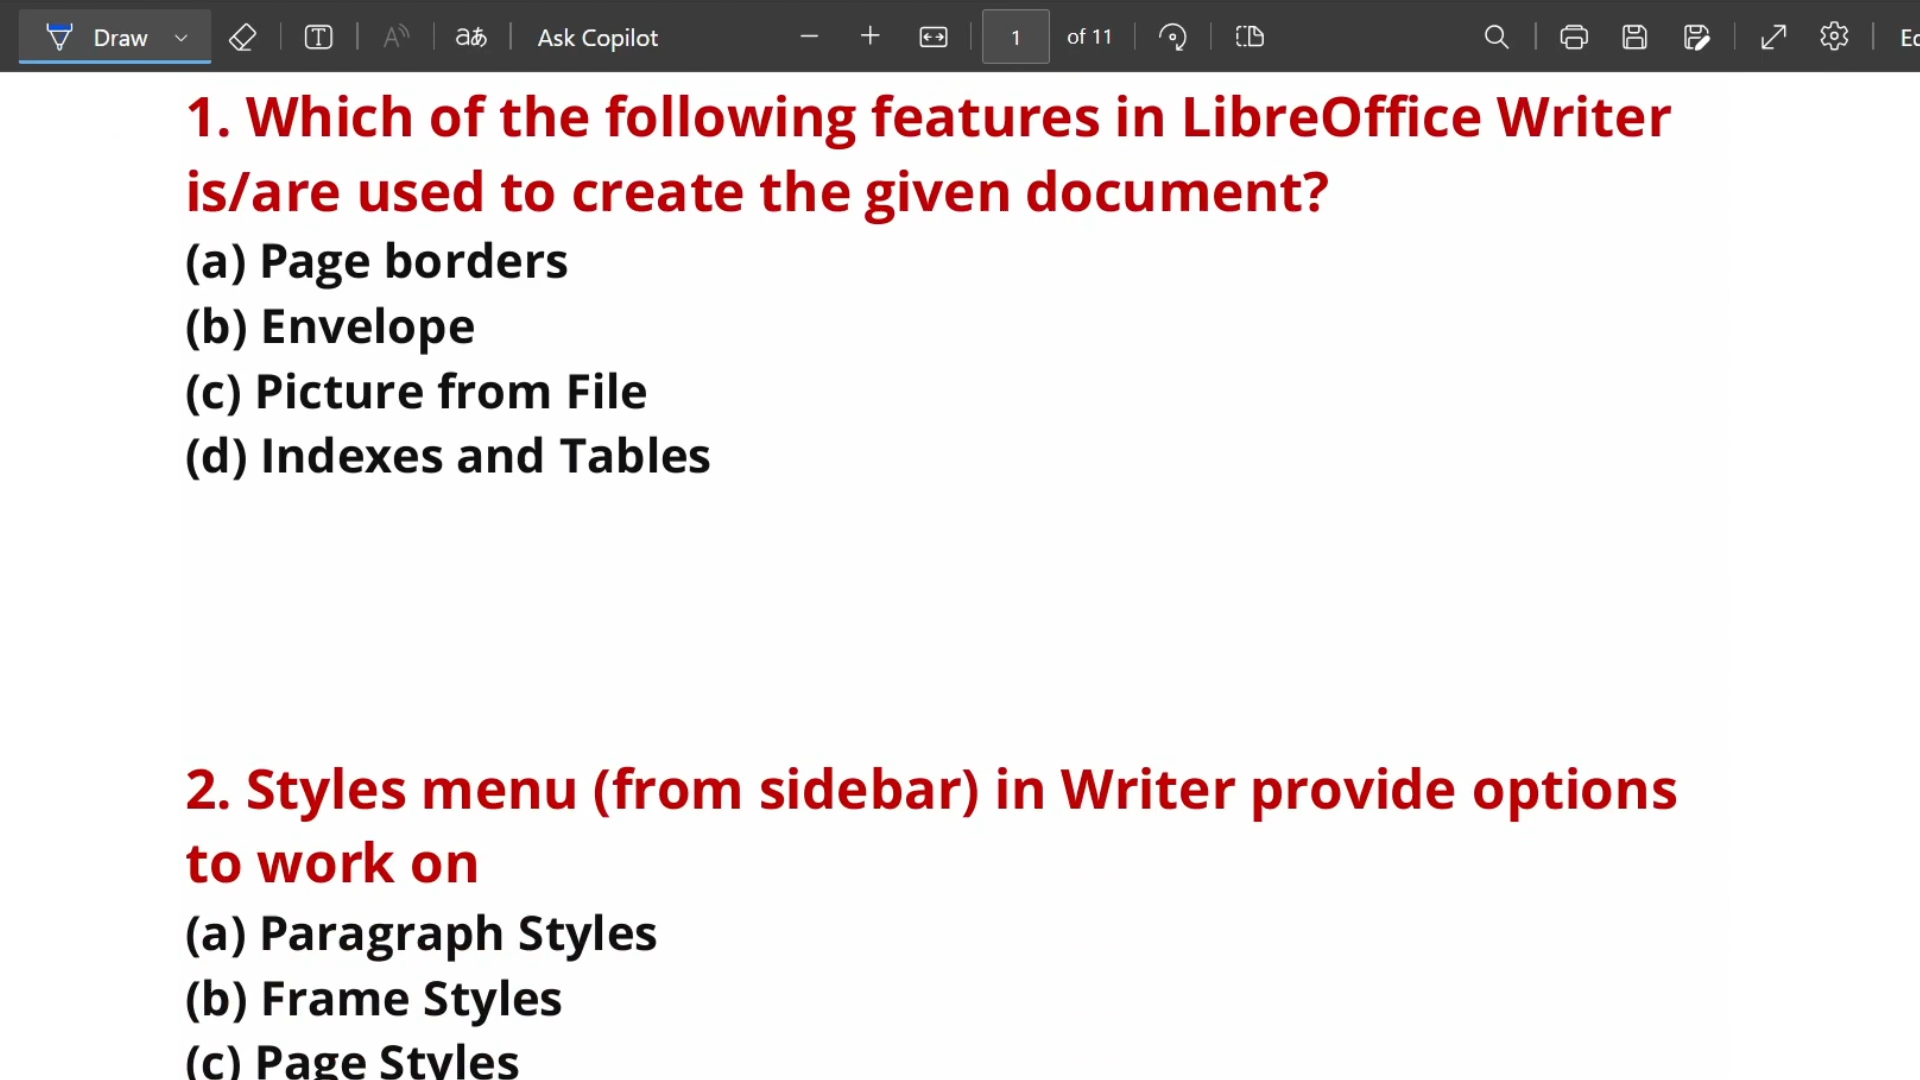 Draw aあ Ask Copilot 1 of 11
1. Which of the following features in LibreOffice Writer
is/are used to create the given document?
(a) Page borders
(b) Envelope
(c) Picture from File
(d) Indexes and Tables
2. Styles menu (from sidebar) in Writer provide options
to work on
(a) Paragraph Styles
(b) Frame Styles
(c) Page Styles